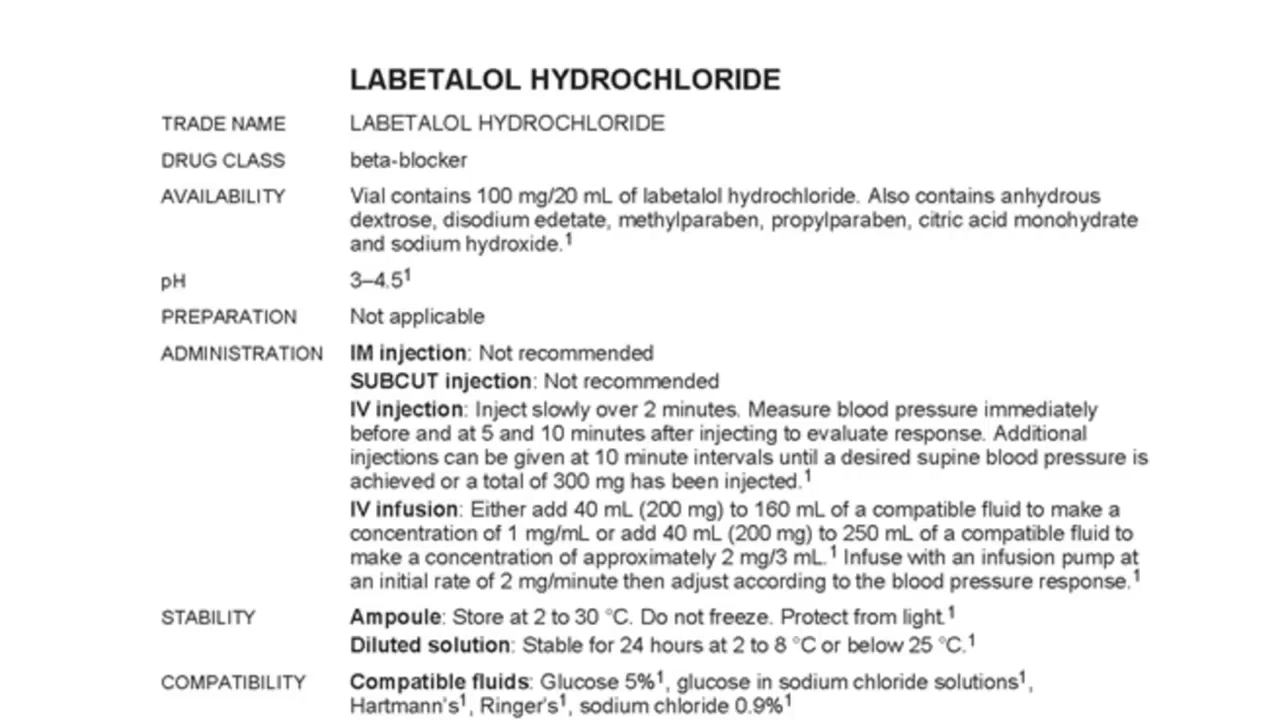 LABETALOL HYDROCHLORIDE
TRADE NAME LABETALOL HYDROCHLORIDE
DRUG CLASS beta-blocker
AVAILABILITY Vial contains 100 mg/20 mL of labetalol hydrochloride. Also contains anhydrous
dextrose, disodium edetate, methylparaben, propylparaben, citric acid monohydrate
and sodium hydroxide.1
pH 3–4.51
PREPARATION Not applicable
ADMINISTRATION IM injection: Not recommended
SUBCUT injection: Not recommended
IV injection: Inject slowly over 2 minutes. Measure blood pressure immediately
before and at 5 and 10 minutes after injecting to evaluate response. Additional
injections can be given at 10 minute intervals until a desired supine blood pressure is
achieved or a total of 300 mg has been injected.1
IV infusion: Either add 40 mL (200 mg) to 160 mL of a compatible fluid to make a
concentration of 1 mg/mL or add 40 mL (200 mg) to 250 mL of a compatible fluid to
make a concentration of approximately 2 mg/3 mL.1 Infuse with an infusion pump at
an initial rate of 2 mg/minute then adjust according to the blood pressure response.1
STABILITY Ampoule: Store at 2 to 30 °C. Do not freeze. Protect from light.1
Diluted solution: Stable for 24 hours at 2 to 8 °C or below 25 °C.1
COMPATIBILITY Compatible fluids: Glucose 5%1, glucose in sodium chloride solutions1,
Hartmann's1, Ringer's1, sodium chloride 0.9%1